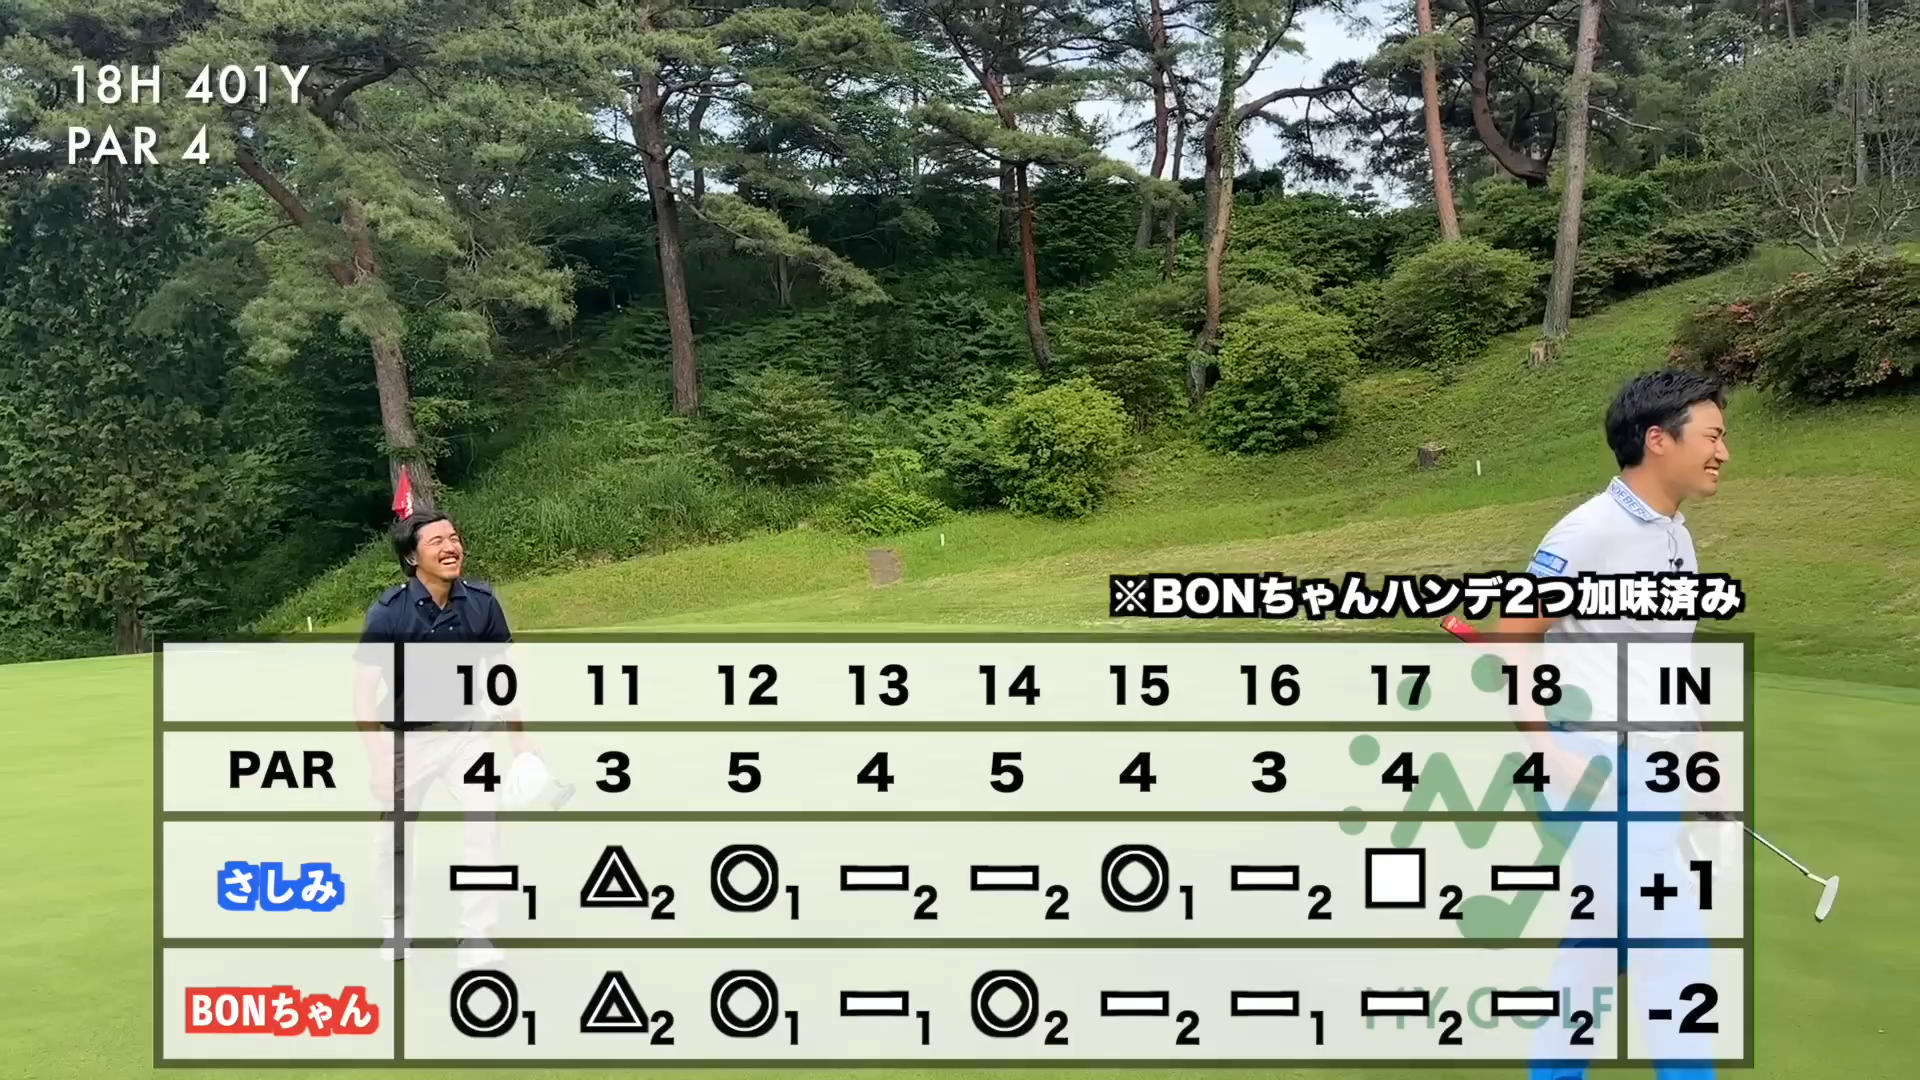 18H 401Y
PAR 4
※BONちゃんハンデ2つ加味済み
10 11 12 13 14 15 16 17 18 IN
PAR 4 3 5 4 5 4 3 4 4 36
さしみ 1 2 1 2 2 1 2 2 2 +1
BONちゃん 1 2 1 1 2 2 1 2 2 -2
MY GOLF